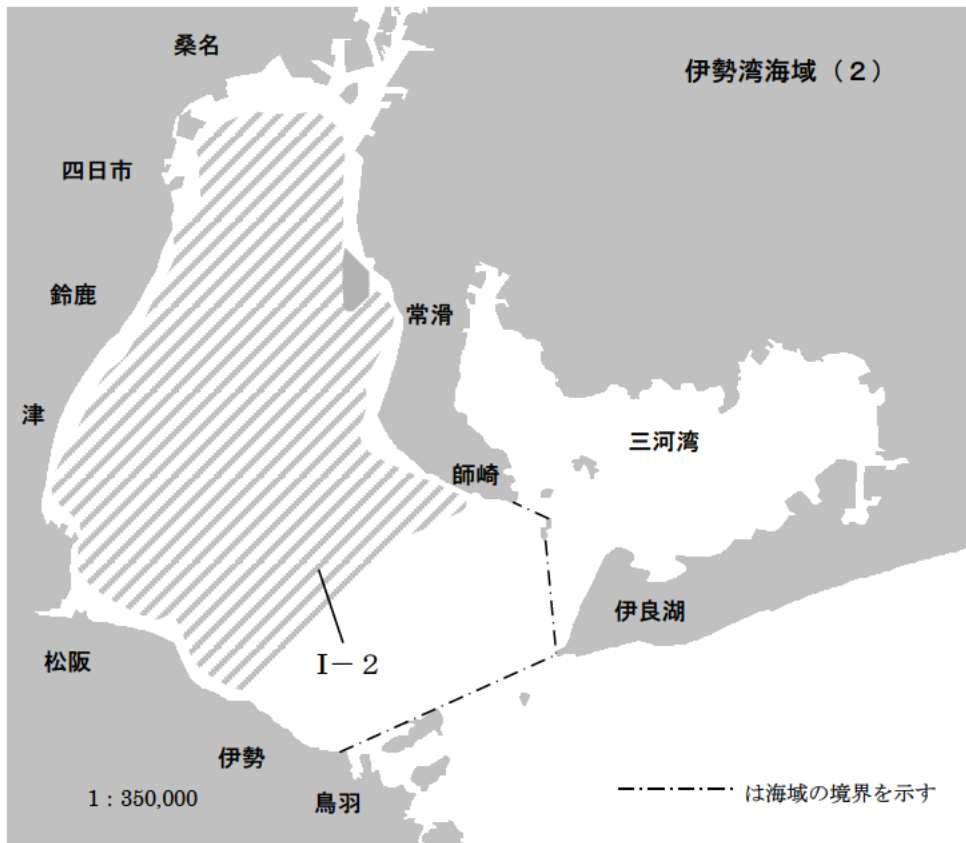 桑名
伊勢湾海域（２）
四日市
鈴鹿
常滑
津
三河湾
師崎
伊良湖
松阪
Ⅰ－２
伊勢
1：350,000
鳥羽
は海域の境界を示す